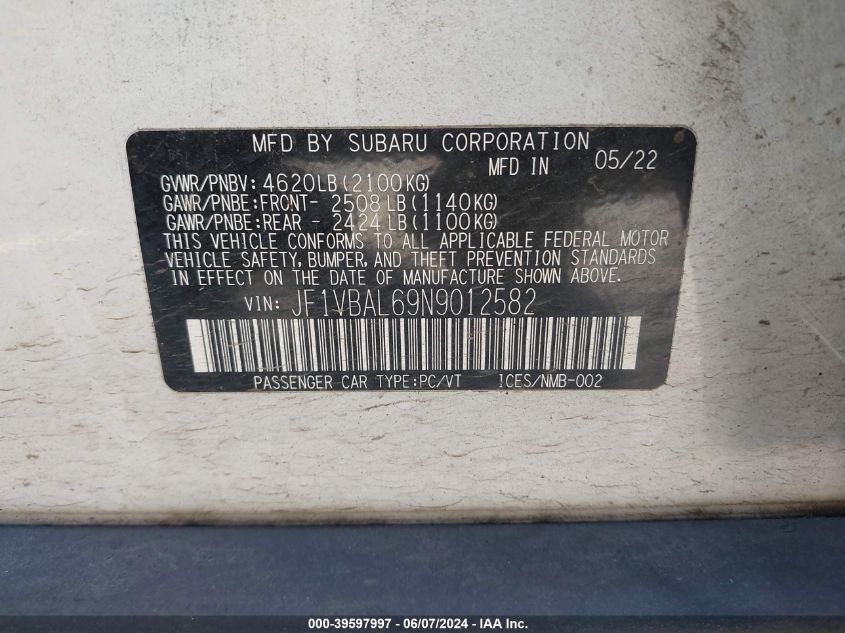 MFD BY SUBARU CORPORATION
MFD IN 05/22
GVWR/PNBV: 4620LB(2100KG)
GAWR/PNBE:FRONT- 2508LB(1140KG)
GAWR/PNBE:REAR - 2424LB(1100KG)
THIS VEHICLE CONFORMS TO ALL APPLICABLE FEDERAL MOTOR
VEHICLE SAFETY, BUMPER, AND THEFT PREVENTION STANDARDS
IN EFFECT ON THE DATE OF MANUFACTURE SHOWN ABOVE.
VIN: JF1VBAL69N9012582
PASSENGER CAR TYPE:PC/VT ICES/NMB-002
000-39597997 - 06/07/2024 - IAA Inc.